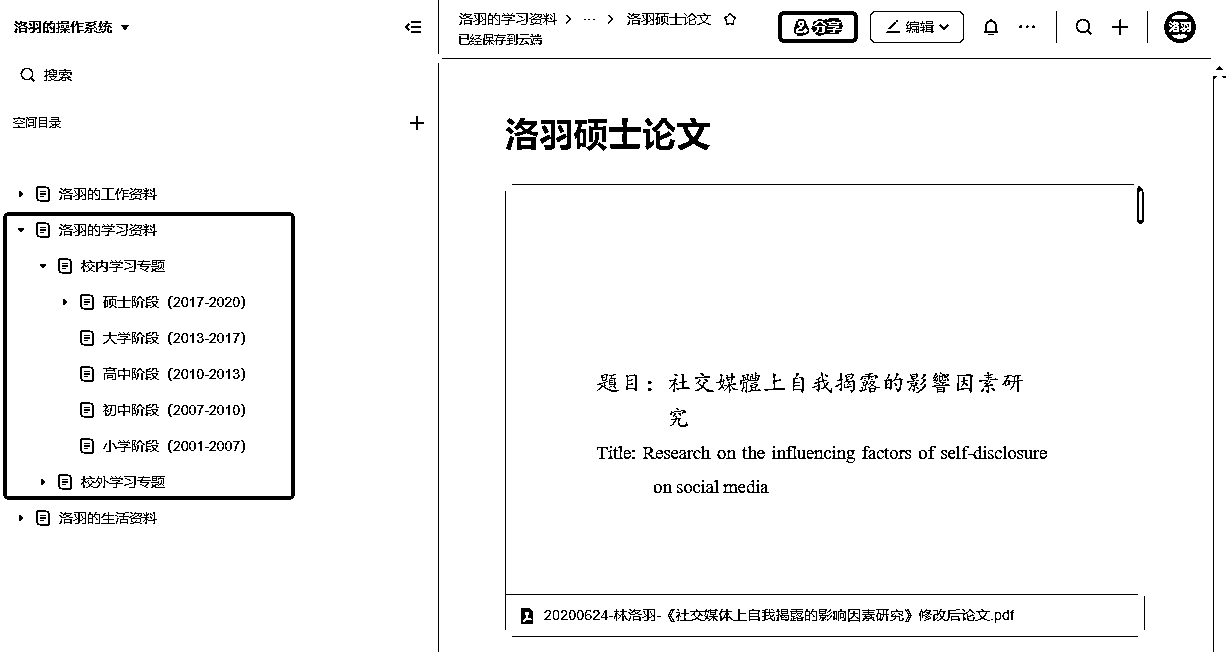 洛羽的操作系统
搜索
空间目录
洛羽的工作资料
洛羽的学习资料
校内学习专题
硕士阶段（2017-2020）
大学阶段（2013-2017）
高中阶段（2010-2013）
初中阶段（2007-2010）
小学阶段（2001-2007）
校外学习专题
洛羽的生活资料
洛羽的学习资料 > ··· > 洛羽硕士论文
已经保存到云端
分享
编辑
洛羽
洛羽硕士论文
題目：社交媒體上自我揭露的影響因素研
究
Title: Research on the influencing factors of self-disclosure
on social media
20200624-林洛羽-《社交媒体上自我揭露的影响因素研究》修改后论文.pdf